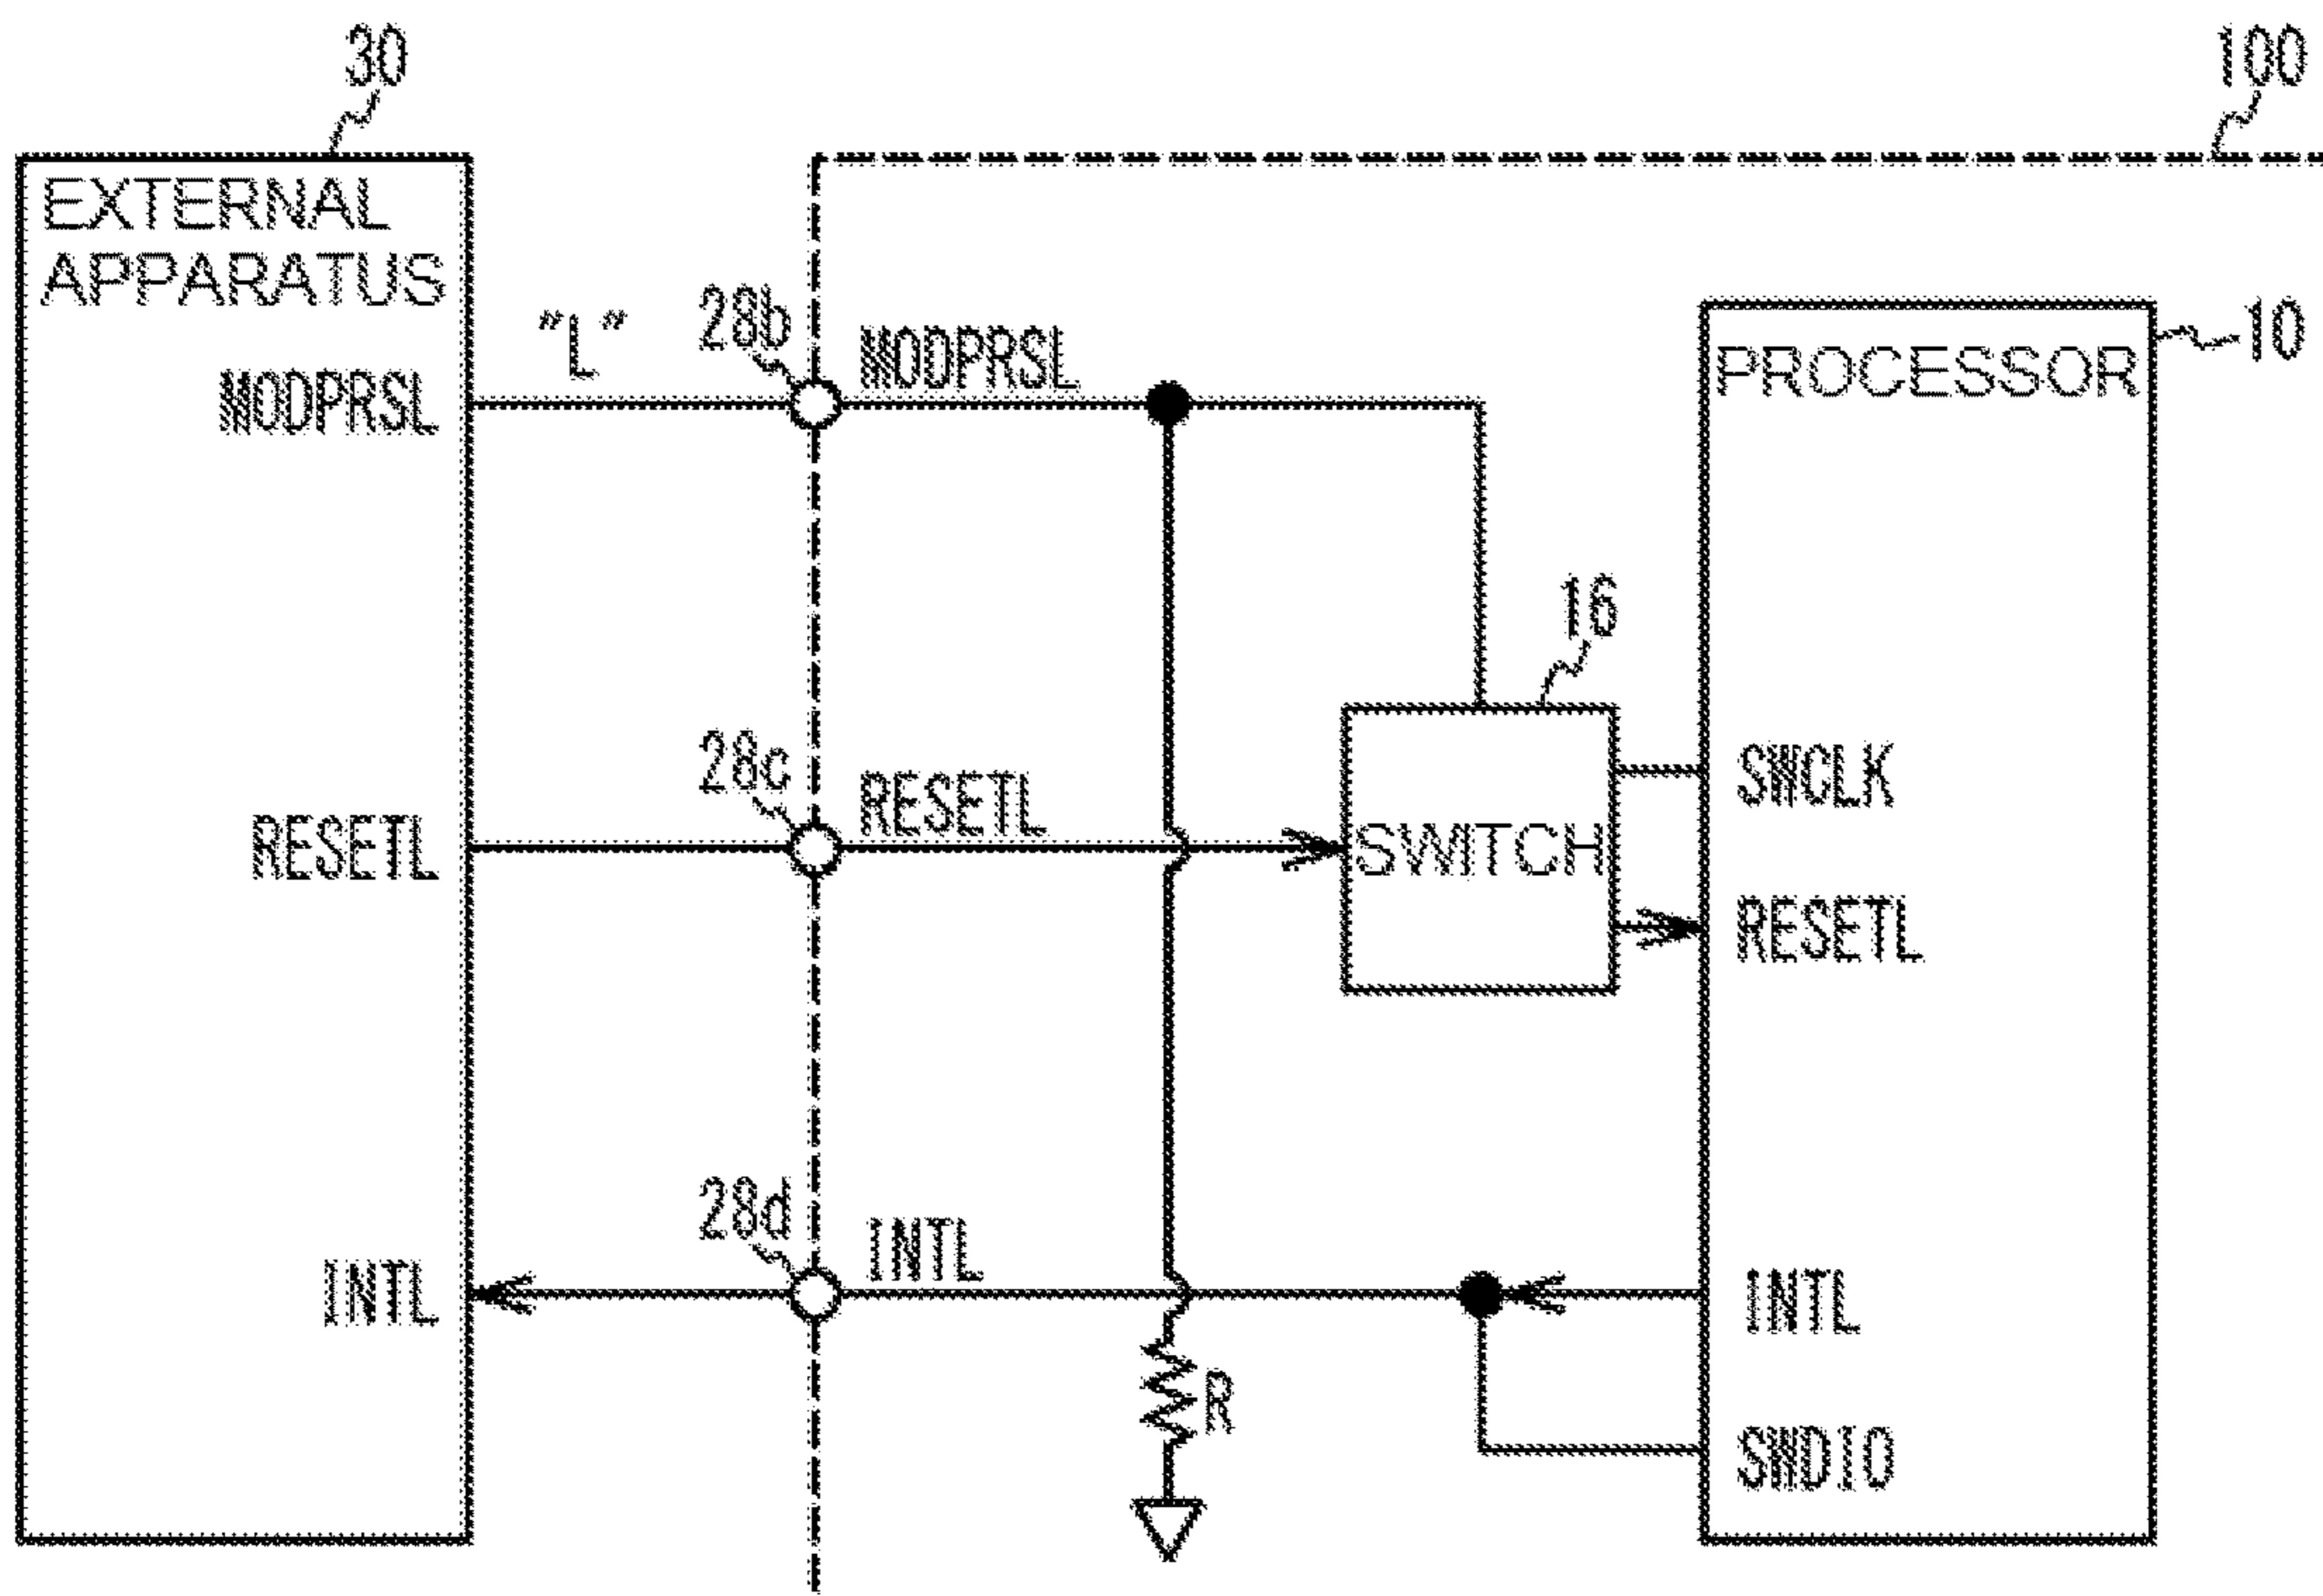 30
100
EXTERNAL
APPARATUS
"L"
28b
MODPRSL
10
PROCESSOR
MODPRSL
16
28c
RESETL
SWCLK
RESETL
SWITCH
RESETL
28d
INTL
INTL
INTL
R
SWDIO